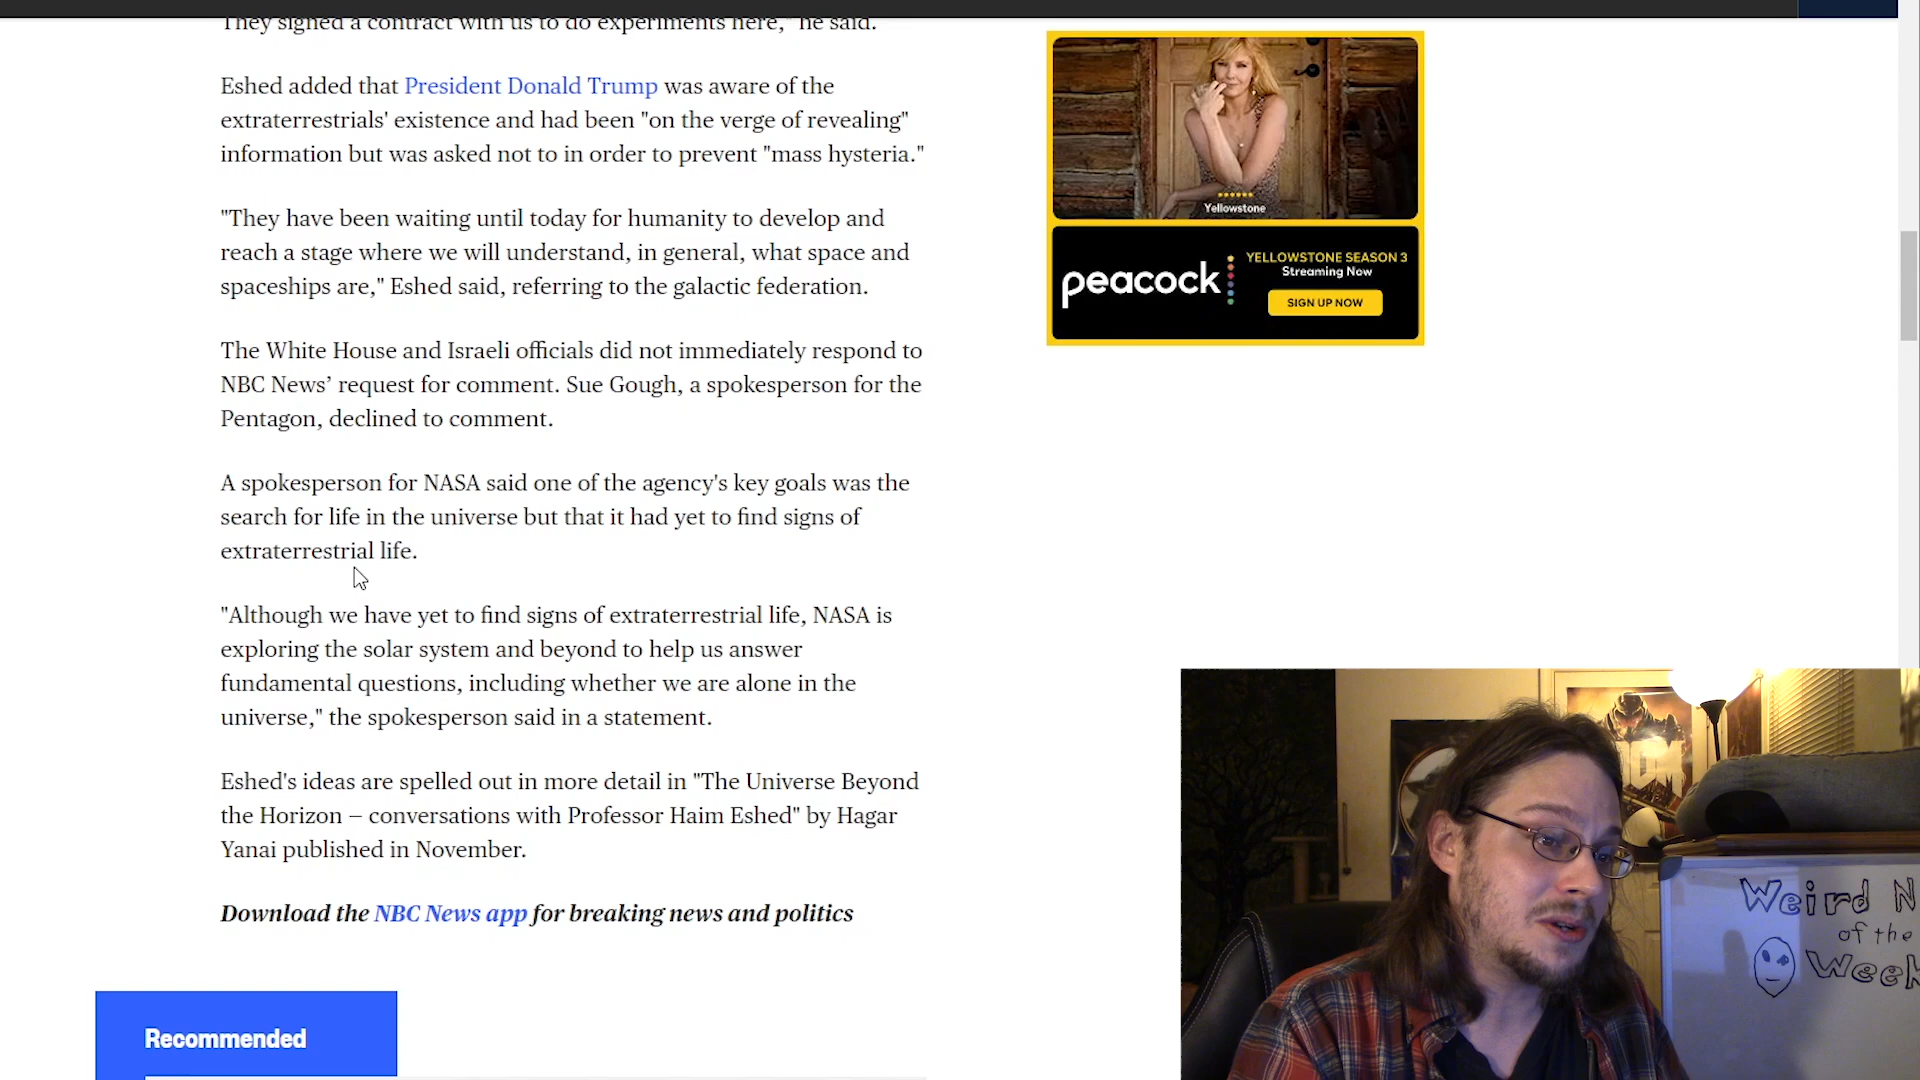 They signed a contract with us to do experiments here," he said.
Eshed added that President Donald Trump was aware of the
extraterrestrials' existence and had been "on the verge of revealing"
information but was asked not to in order to prevent "mass hysteria."
"They have been waiting until today for humanity to develop and
reach a stage where we will understand, in general, what space and
spaceships are," Eshed said, referring to the galactic federation.
The White House and Israeli officials did not immediately respond to
NBC News’ request for comment. Sue Gough, a spokesperson for the
Pentagon, declined to comment.
A spokesperson for NASA said one of the agency's key goals was the
search for life in the universe but that it had yet to find signs of
extraterrestrial life.
"Although we have yet to find signs of extraterrestrial life, NASA is
exploring the solar system and beyond to help us answer
fundamental questions, including whether we are alone in the
universe," the spokesperson said in a statement.
Eshed's ideas are spelled out in more detail in "The Universe Beyond
the Horizon — conversations with Professor Haim Eshed" by Hagar
Yanai published in November.
Download the NBC News app for breaking news and politics
Recommended
Yellowstone
peacock
YELLOWSTONE SEASON 3
Streaming Now
SIGN UP NOW
Weird N
of the
Week